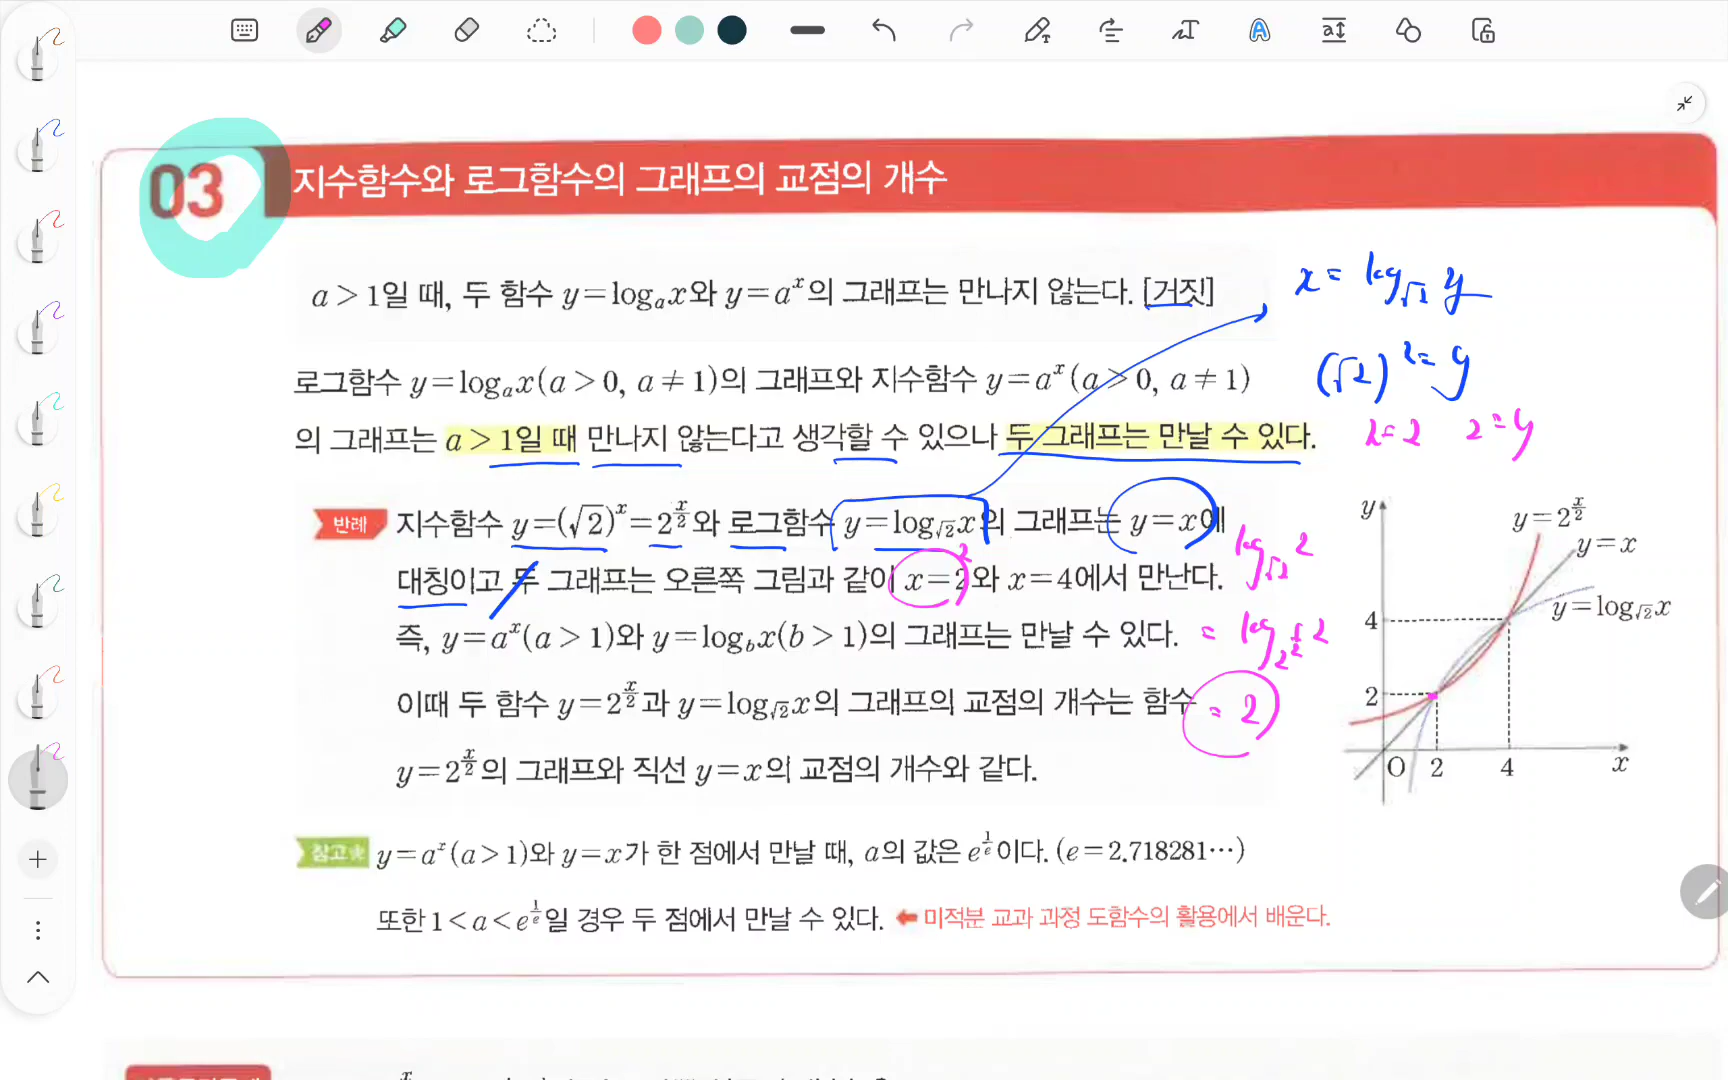 03 지수함수와 로그함수의 그래프의 교점의 개수
a>1일 때, 두 함수 y=logₐx와 y=aˣ의 그래프는 만나지 않는다. [거짓]
x = log_√2 y
로그함수 y=logₐx(a>0, a≠1)의 그래프와 지수함수 y=aˣ(a>0, a≠1)
(√2)² = y
의 그래프는 a>1일 때 만나지 않는다고 생각할 수 있으나 두 그래프는 만날 수 있다.
x=2 2=y
반례 지수함수 y=(√2)ˣ=2^(x/2)와 로그함수 y=log_√2 x의 그래프는 y=x에
대칭이고 두 그래프는 오른쪽 그림과 같이 x=2와 x=4에서 만난다.
log_√2 2
즉, y=aˣ(a>1)와 y=log_b x(b>1)의 그래프는 만날 수 있다.
= log_2^(1/2) 2
이때 두 함수 y=2^(x/2)과 y=log_√2 x의 그래프의 교점의 개수는 함수
= 2
y=2^(x/2)의 그래프와 직선 y=x의 교점의 개수와 같다.
y
y=2^(x/2)
y=x
y=log_√2 x
4
2
O 2 4 x
참고 y=aˣ(a>1)와 y=x가 한 점에서 만날 때, a의 값은 e^(1/e)이다. (e=2.718281⋯)
또한 1<a<e^(1/e)일 경우 두 점에서 만날 수 있다. ← 미적분 교과 과정 도함수의 활용에서 배운다.